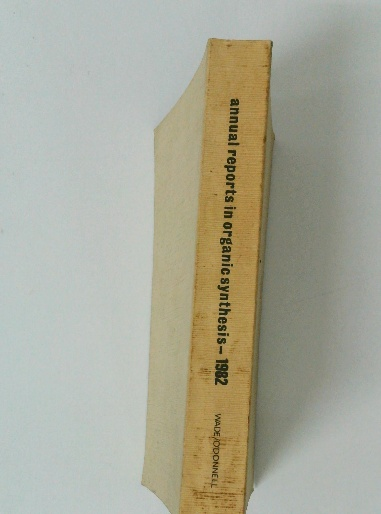 annual reports in organic synthesis – 1982
WADE/O'DONNELL